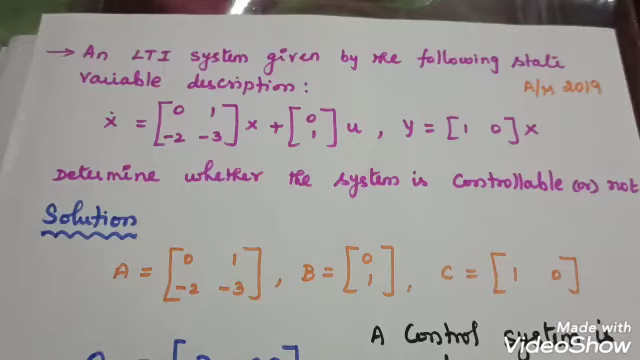 → An LTI system given by the following state
variable description:
A/M 2019
ẋ = [0 1 -2 -3] x + [0 1] u , y = [1 0] x
Determine whether the system is controllable (or) not
Solution
A = [0 1 -2 -3] , B = [0 1] , C = [1 0]
A control system is
Made with
VideoShow